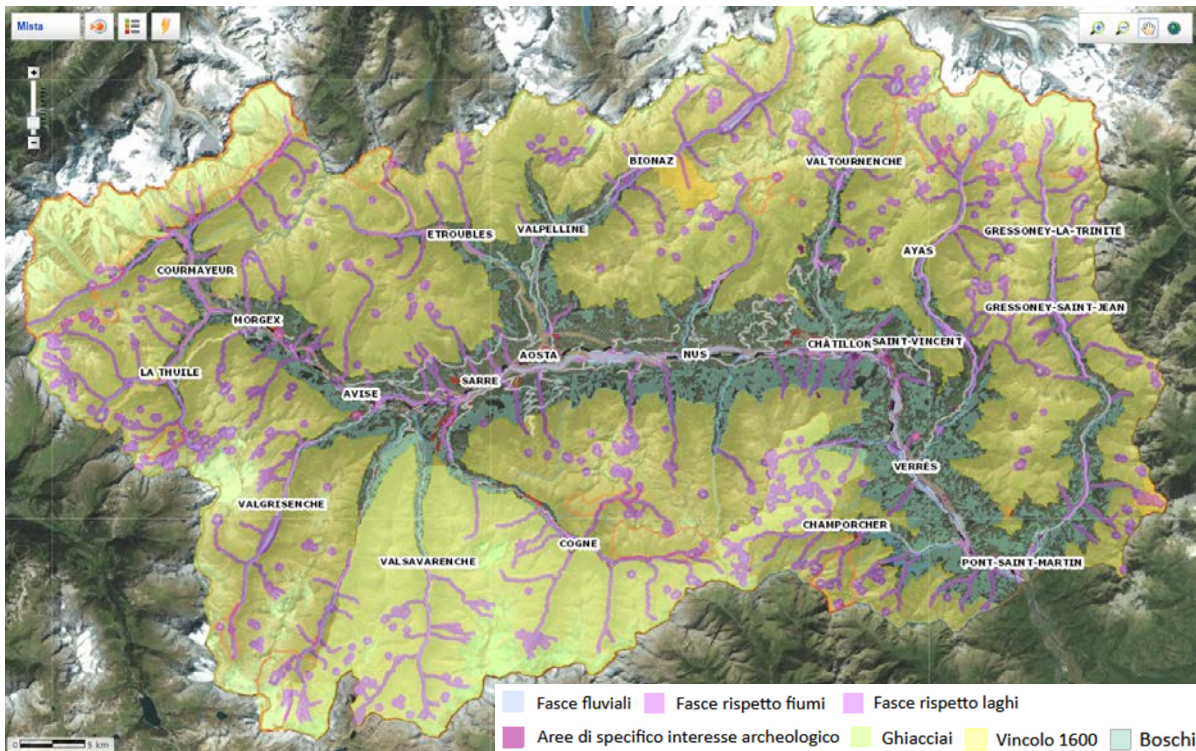 Mista
BIONAZ
VALTOURNENCHE
ETROUBLES
VALPELLINE
GRESSONEY-LA-TRINITÉ
AYAS
COURMAYEUR
GRESSONEY-SAINT-JEAN
MORGEX
CHÂTILLON
SAINT-VINCENT
AOSTA
NUS
LA THUILE
SARRE
AVISE
VERRÈS
VALGRISENCHE
CHAMPORCHER
COGNE
VALSAVARENCHE
PONT-SAINT-MARTIN
Fasce fluviali Fasce rispetto fiumi Fasce rispetto laghi
Aree di specifico interesse archeologico Ghiacciai Vincolo 1600 Boschi
0 5 km